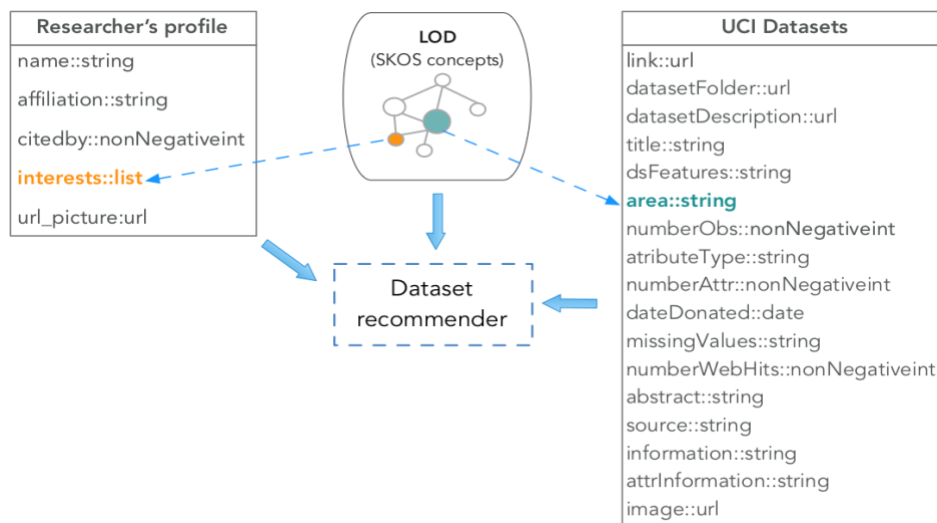 Researcher's profile
name::string
affiliation::string
citedby::nonNegativeint
interests::list
url_picture:url
LOD
(SKOS concepts)
Dataset
recommender
UCI Datasets
link::url
datasetFolder::url
datasetDescription::url
title::string
dsFeatures::string
area::string
numberObs::nonNegativeint
atributeType::string
numberAttr::nonNegativeint
dateDonated::date
missingValues::string
numberWebHits::nonNegativeint
abstract::string
source::string
information::string
attrInformation::string
image::url